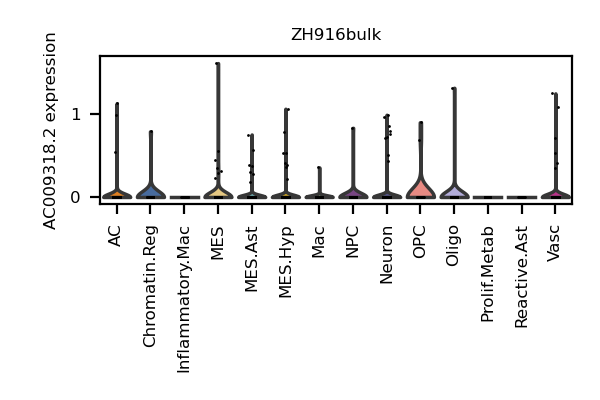 ZH916bulk
AC009318.2 expression
1
0
AC
Chromatin.Reg
Inflammatory.Mac
MES
MES.Ast
MES.Hyp
Mac
NPC
Neuron
OPC
Oligo
Prolif.Metab
Reactive.Ast
Vasc